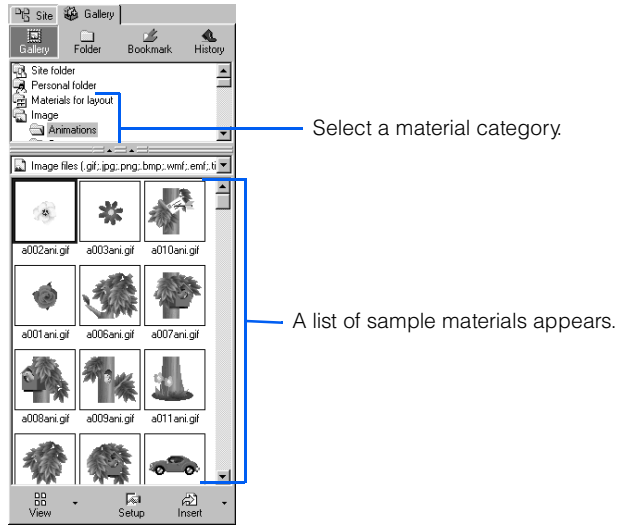 Site Gallery
Gallery Folder Bookmark History
Site folder
Personal folder
Materials for layout
Image
Animations
Select a material category.
Image files (.gif;.jpg;.png;.bmp;.wmf;.emf;.ti
a002ani.gif a003ani.gif a010ani.gif
a001ani.gif a006ani.gif a007ani.gif
A list of sample materials appears.
a008ani.gif a009ani.gif a011ani.gif
View Setup Insert